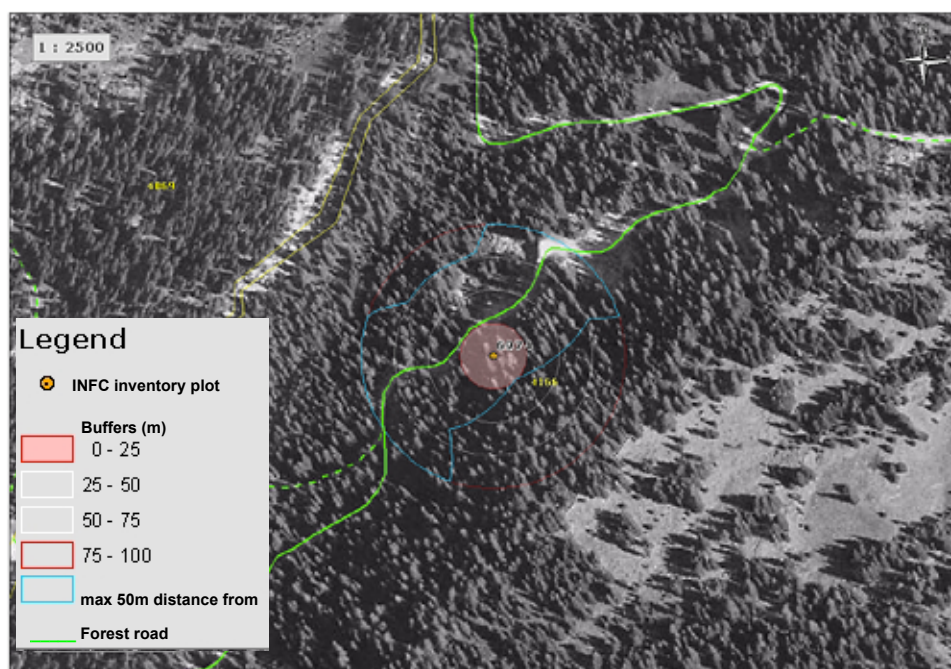 1 : 2500
Legend
INFC inventory plot
Buffers (m)
0 - 25
25 - 50
50 - 75
75 - 100
max 50m distance from
Forest road